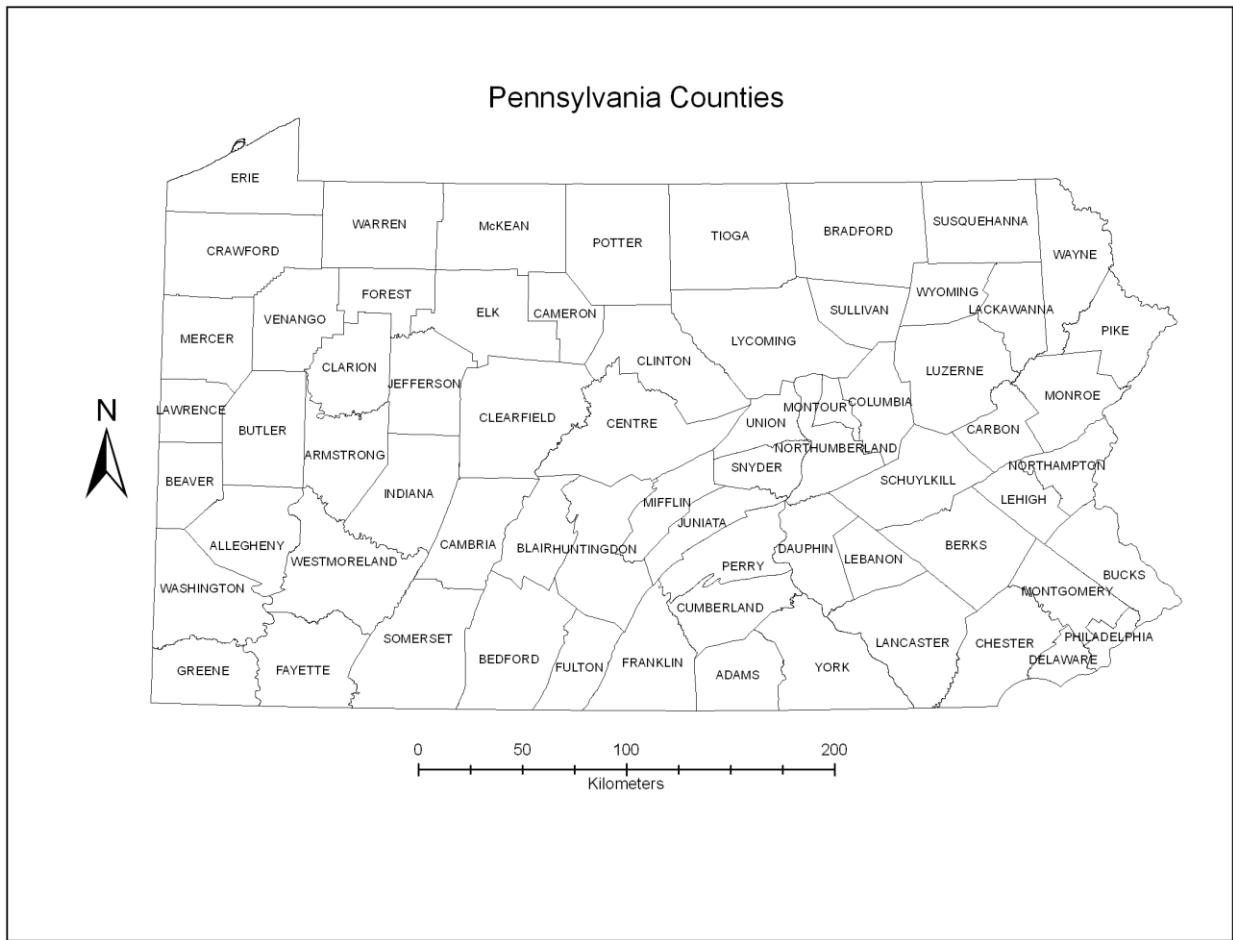 Pennsylvania Counties
ERIE
WARREN
McKEAN
POTTER
TIOGA
BRADFORD
SUSQUEHANNA
CRAWFORD
WAYNE
FOREST
VENANGO
ELK
CAMERON
SULLIVAN
WYOMING
LACKAWANNA
MERCER
LYCOMING
PIKE
CLARION
JEFFERSON
CLINTON
LUZERNE
LAWRENCE
CLEARFIELD
CENTRE
MONTOUR
COLUMBIA
MONROE
N
BUTLER
UNION
CARBON
ARMSTRONG
NORTHUMBERLAND
BEAVER
SNYDER
NORTHAMPTON
INDIANA
MIFFLIN
SCHUYLKILL
LEHIGH
JUNIATA
ALLEGHENY
CAMBRIA
BLAIR
HUNTINGDON
DAUPHIN
LEBANON
BERKS
WESTMORELAND
PERRY
BUCKS
WASHINGTON
CUMBERLAND
MONTGOMERY
SOMERSET
LANCASTER
CHESTER
PHILADELPHIA
GREENE
FAYETTE
BEDFORD
FULTON
FRANKLIN
ADAMS
YORK
DELAWARE
0 50 100 200
Kilometers